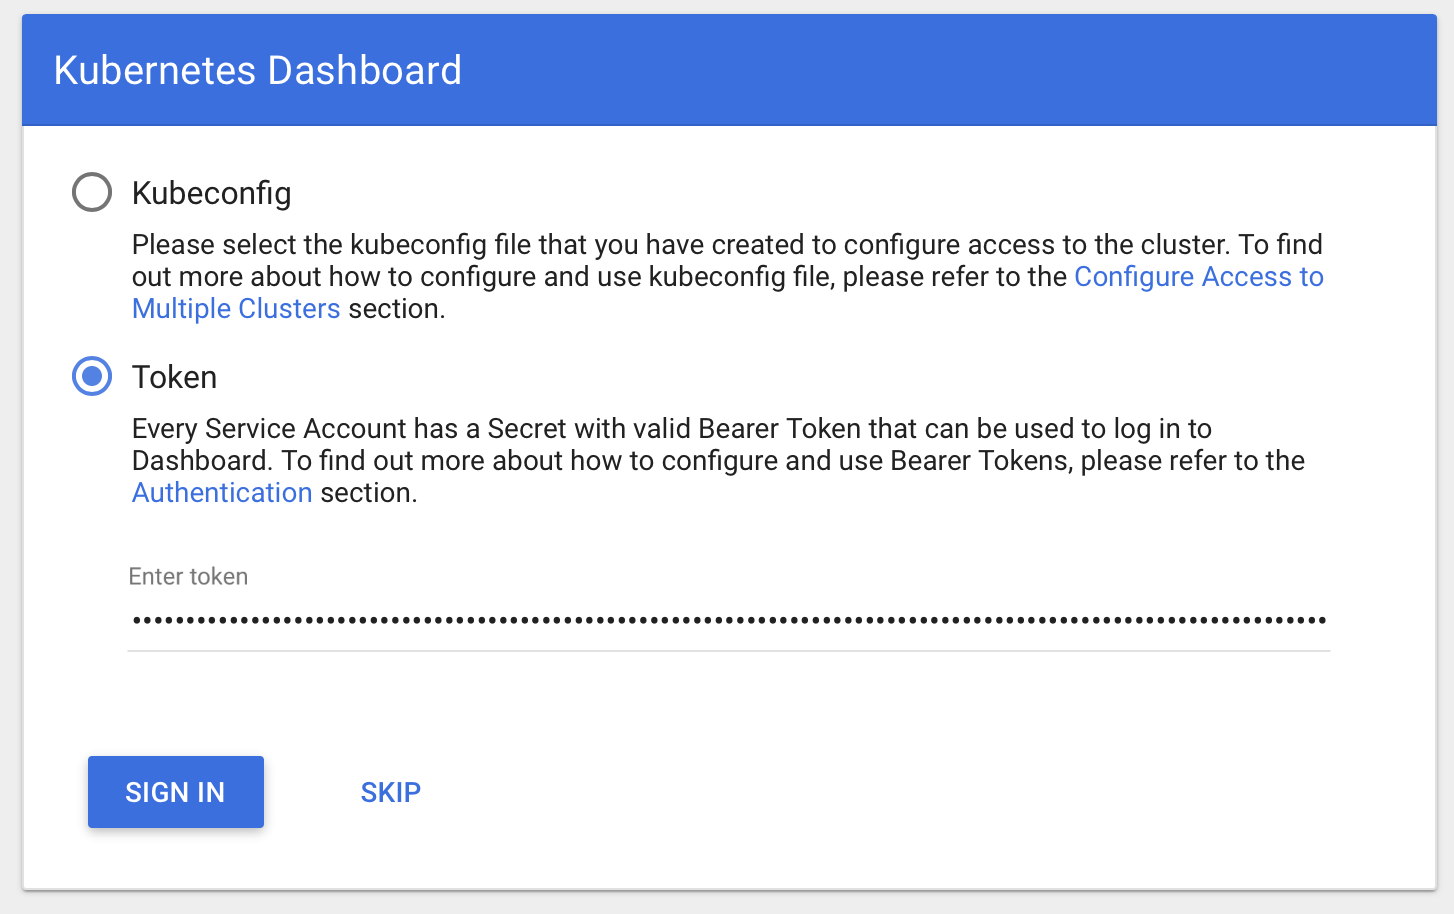 Kubernetes Dashboard
Kubeconfig
Please select the kubeconfig file that you have created to configure access to the cluster. To find
out more about how to configure and use kubeconfig file, please refer to the Configure Access to
Multiple Clusters section.
Token
Every Service Account has a Secret with valid Bearer Token that can be used to log in to
Dashboard. To find out more about how to configure and use Bearer Tokens, please refer to the
Authentication section.
Enter token
SIGN IN SKIP